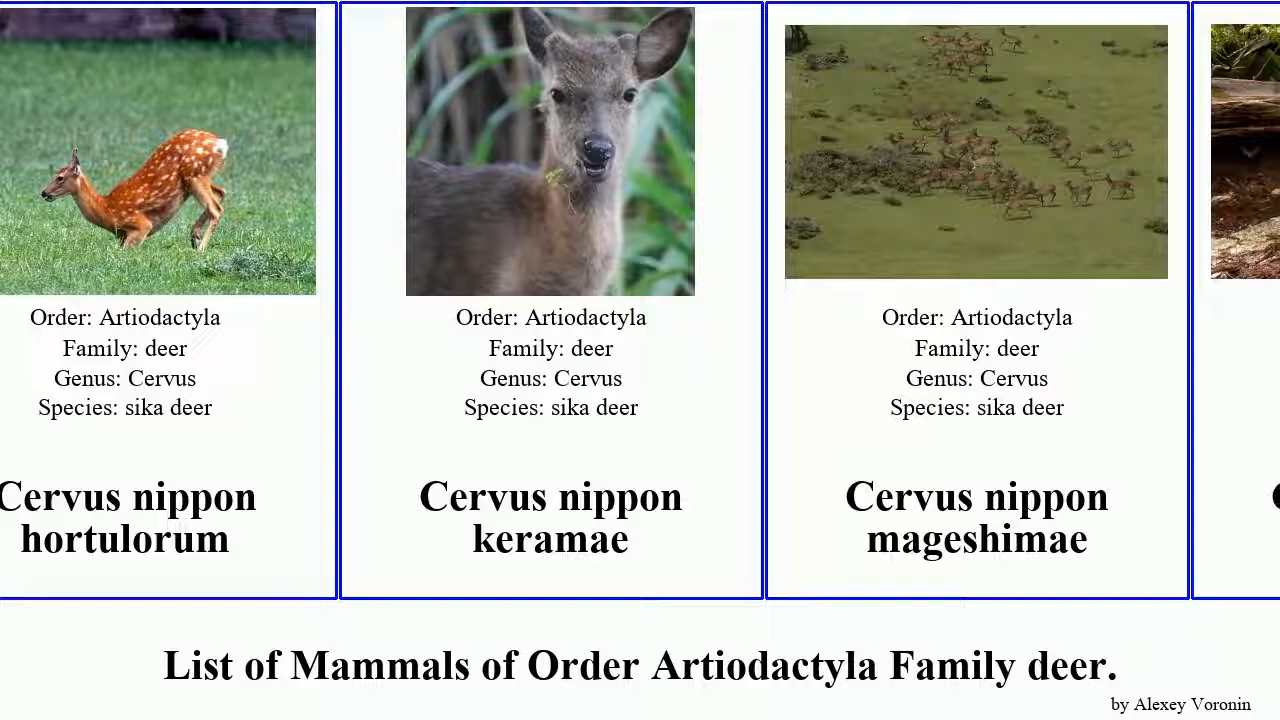 Order: Artiodactyla
Family: deer
Genus: Cervus
Species: sika deer
Cervus nippon
hortulorum
Order: Artiodactyla
Family: deer
Genus: Cervus
Species: sika deer
Cervus nippon
keramae
Order: Artiodactyla
Family: deer
Genus: Cervus
Species: sika deer
Cervus nippon
mageshimae
List of Mammals of Order Artiodactyla Family deer.
by Alexey Voronin